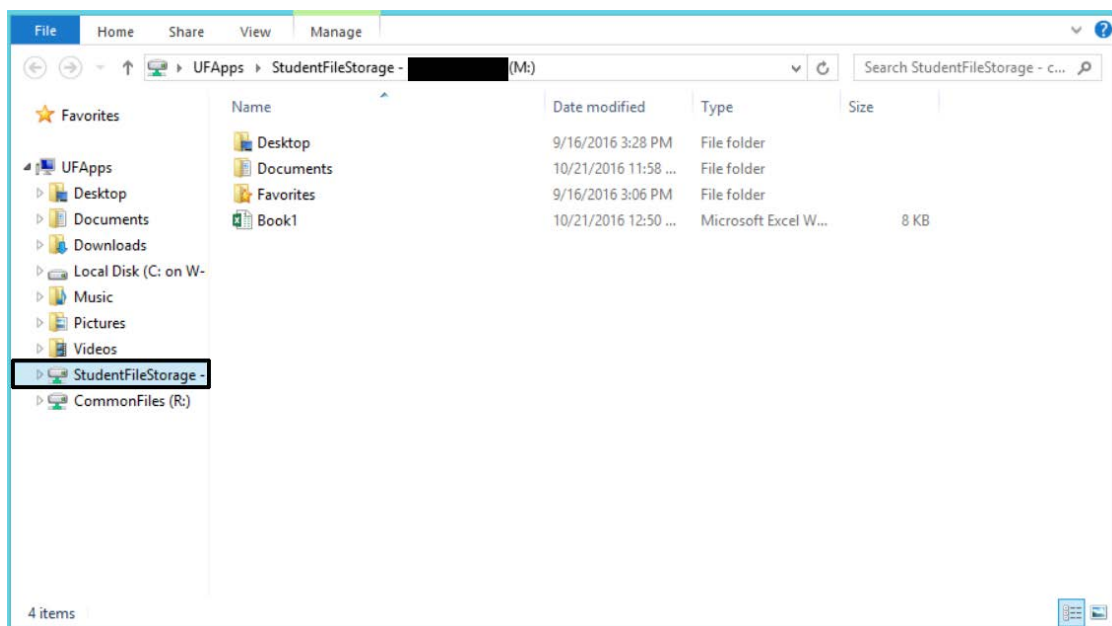 File Home Share View Manage
UFApps StudentFileStorage - (M:) Search StudentFileStorage - c...
Favorites
UFApps
Desktop
Documents
Downloads
Local Disk (C: on W-
Music
Pictures
Videos
StudentFileStorage -
CommonFiles (R:)
Name Date modified Type Size
Desktop 9/16/2016 3:28 PM File folder
Documents 10/21/2016 11:58 ... File folder
Favorites 9/16/2016 3:06 PM File folder
Book1 10/21/2016 12:50 ... Microsoft Excel W... 8 KB
4 items